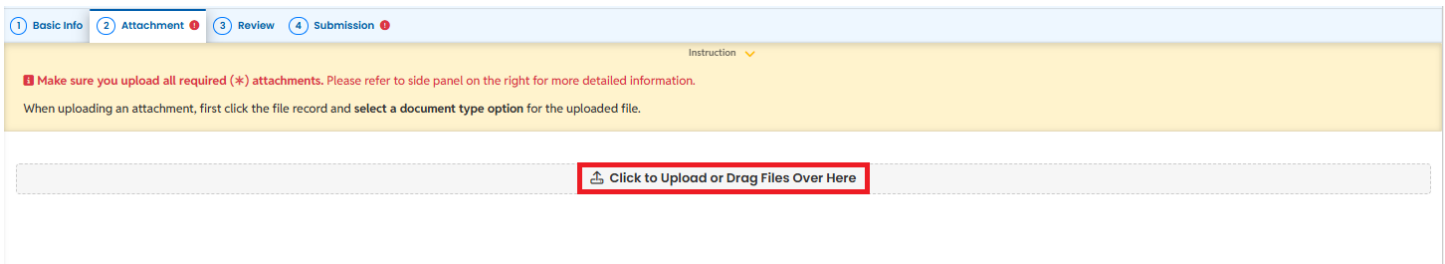 1 Basic Info 2 Attachment 3 Review 4 Submission
Instruction
Make sure you upload all required (*) attachments. Please refer to side panel on the right for more detailed information.
When uploading an attachment, first click the file record and select a document type option for the uploaded file.
Click to Upload or Drag Files Over Here